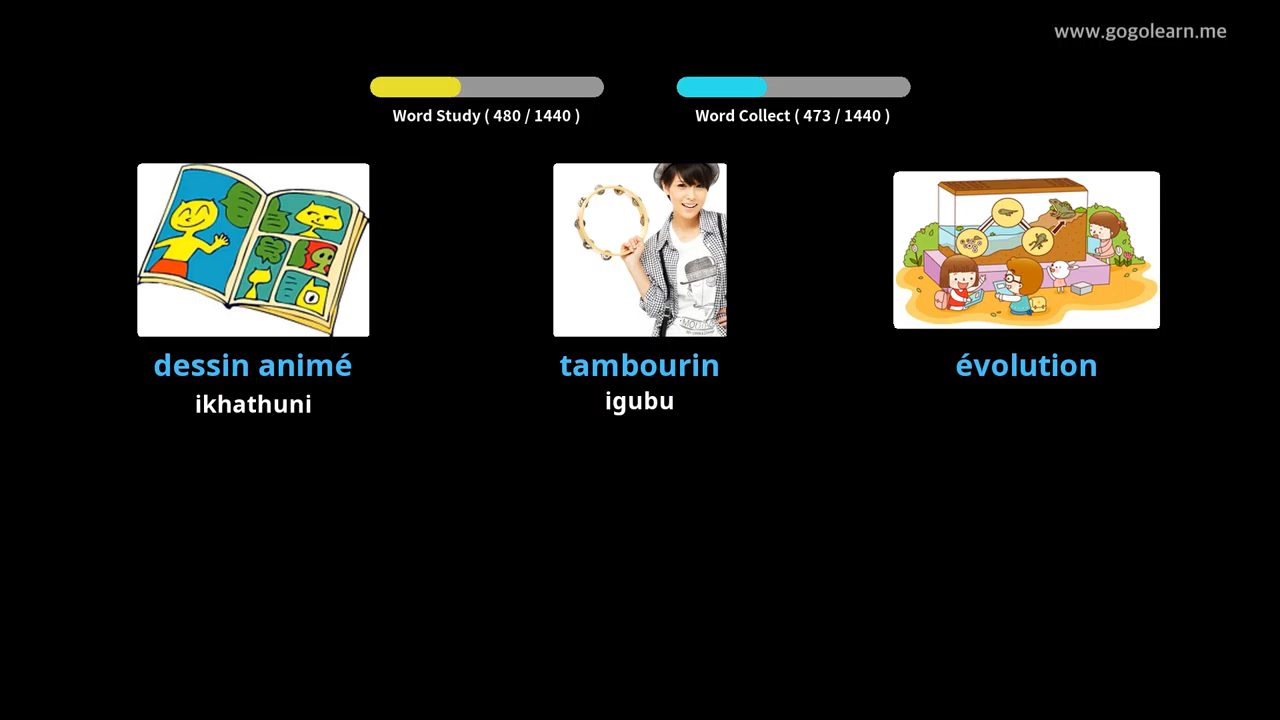 www.gogolearn.me
Word Study ( 480 / 1440 )
Word Collect ( 473 / 1440 )
dessin animé
ikhathuni
tambourin
igubu
évolution